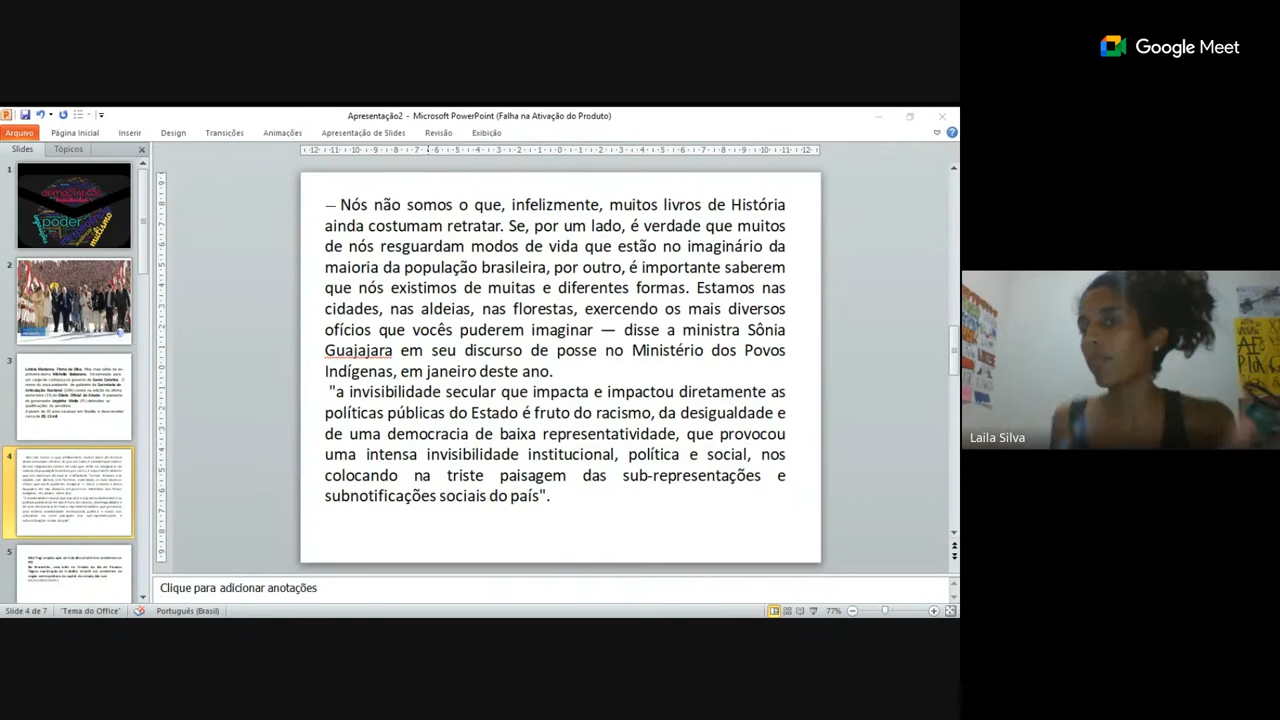 Google Meet
Apresentação2 - Microsoft PowerPoint (Falha na Ativação do Produto)
Arquivo Página Inicial Inserir Design Transições Animações Apresentação de Slides Revisão Exibição
Slides Tópicos
1
democráticas
poder
racismo
2
3
4
5
— Nós não somos o que, infelizmente, muitos livros de História
ainda costumam retratar. Se, por um lado, é verdade que muitos
de nós resguardam modos de vida que estão no imaginário da
maioria da população brasileira, por outro, é importante saberem
que nós existimos de muitas e diferentes formas. Estamos nas
cidades, nas aldeias, nas florestas, exercendo os mais diversos
ofícios que vocês puderem imaginar — disse a ministra Sônia
Guajajara em seu discurso de posse no Ministério dos Povos
Indígenas, em janeiro deste ano.
"a invisibilidade secular que impacta e impactou diretamente as
políticas públicas do Estado é fruto do racismo, da desigualdade e
de uma democracia de baixa representatividade, que provocou
uma intensa invisibilidade institucional, política e social, nos
colocando na triste paisagem das sub-representações e
subnotificações sociais do país".
Laila Silva
Clique para adicionar anotações
Slide 4 de 7 "Tema do Office" Português (Brasil) 77%